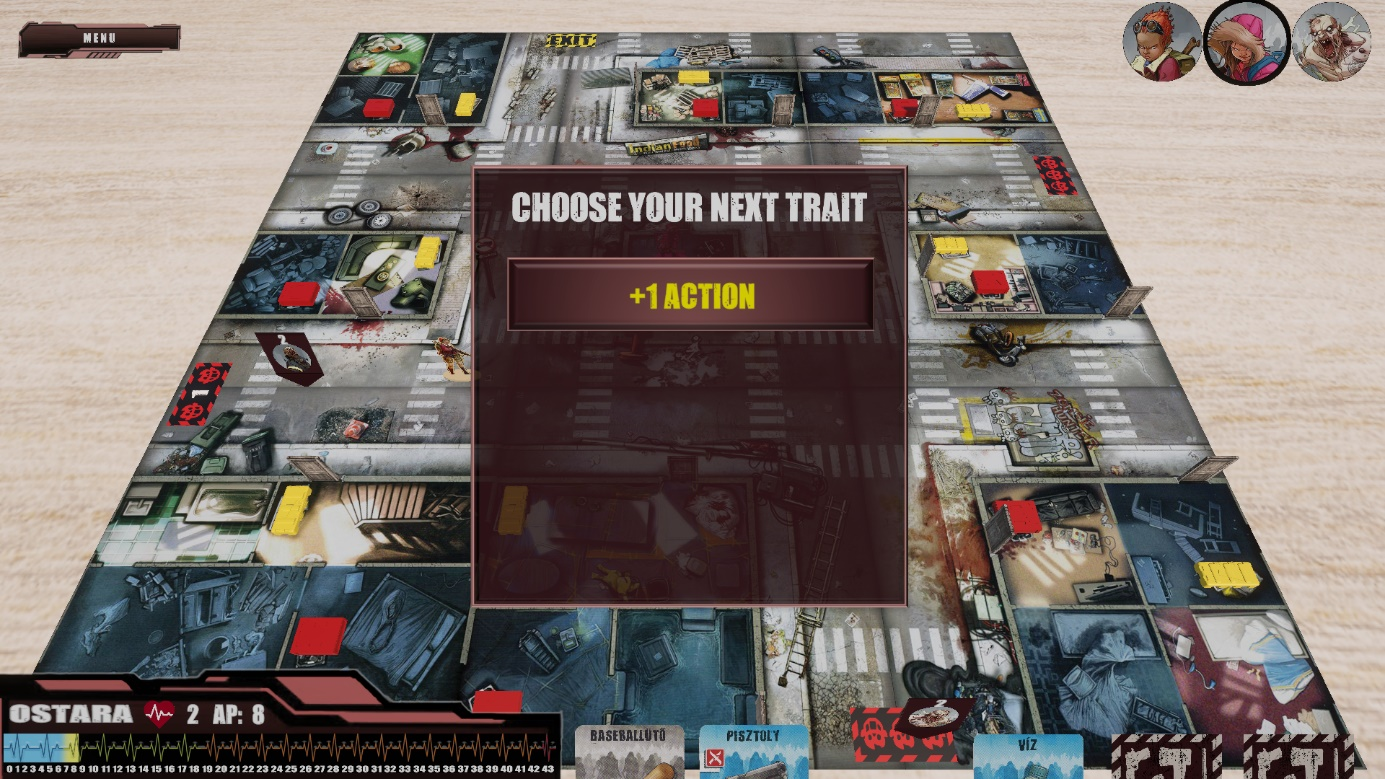 MENU
EXIT
Indian Food
CHOOSE YOUR NEXT TRAIT
+1 ACTION
OSTARA 2 AP: 8
0 1 2 3 4 5 6 7 8 9 10 11 12 13 14 15 16 17 18 19 20 21 22 23 24 25 26 27 28 29 30 31 32 33 34 35 36 37 38 39 40 41 42 43
BASEBALLÜTŐ
PISZTOLY
VÍZ